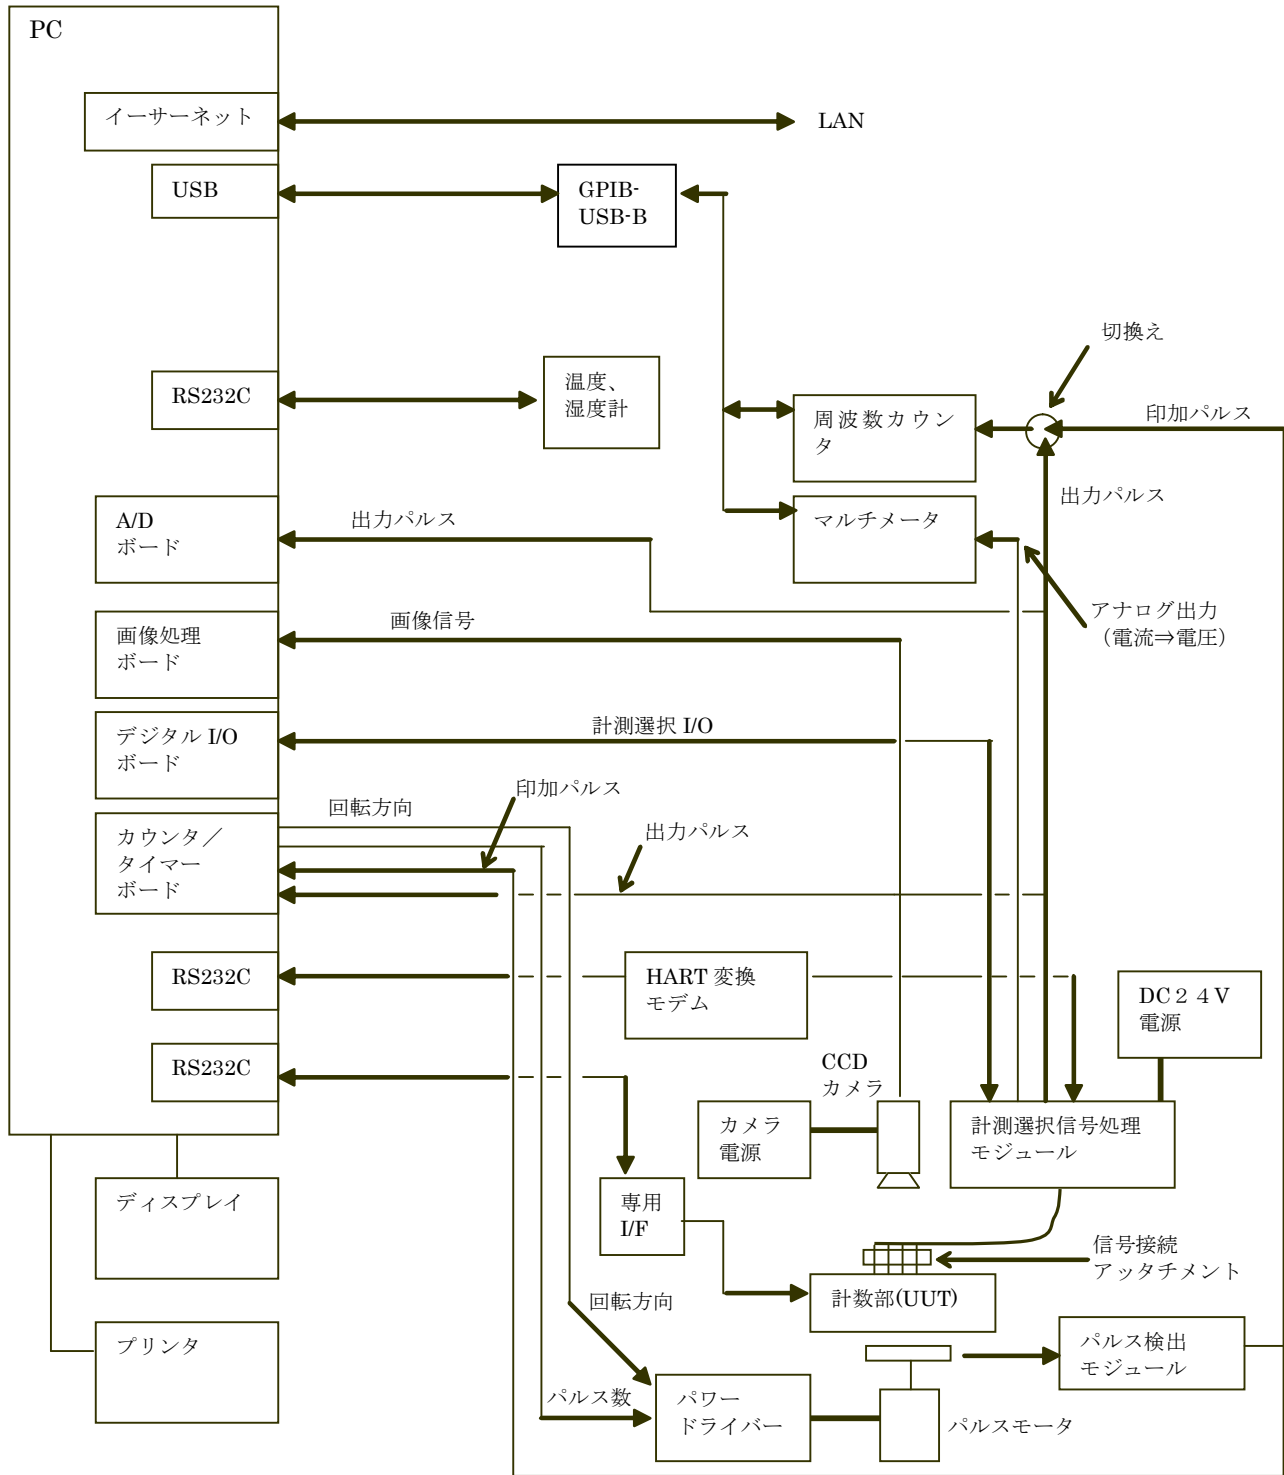 PC
イーサーネット
LAN
USB
GPIB-
USB-B
切換え
RS232C
温度、
湿度計
周波数カウン
タ
印加パルス
出力パルス
A/D
ボード
出力パルス
マルチメータ
アナログ出力
（電流⇒電圧）
画像処理
ボード
画像信号
デジタル I/O
ボード
計測選択 I/O
印加パルス
回転方向
出力パルス
カウンタ／
タイマー
ボード
RS232C
HART 変換
モデム
DC２４V
電源
RS232C
CCD
カメラ
カメラ
電源
計測選択信号処理
モジュール
ディスプレイ
専用
I/F
信号接続
アッタチメント
計数部(UUT)
回転方向
プリンタ
パルス検出
モジュール
パルス数
パワー
ドライバー
パルスモータ